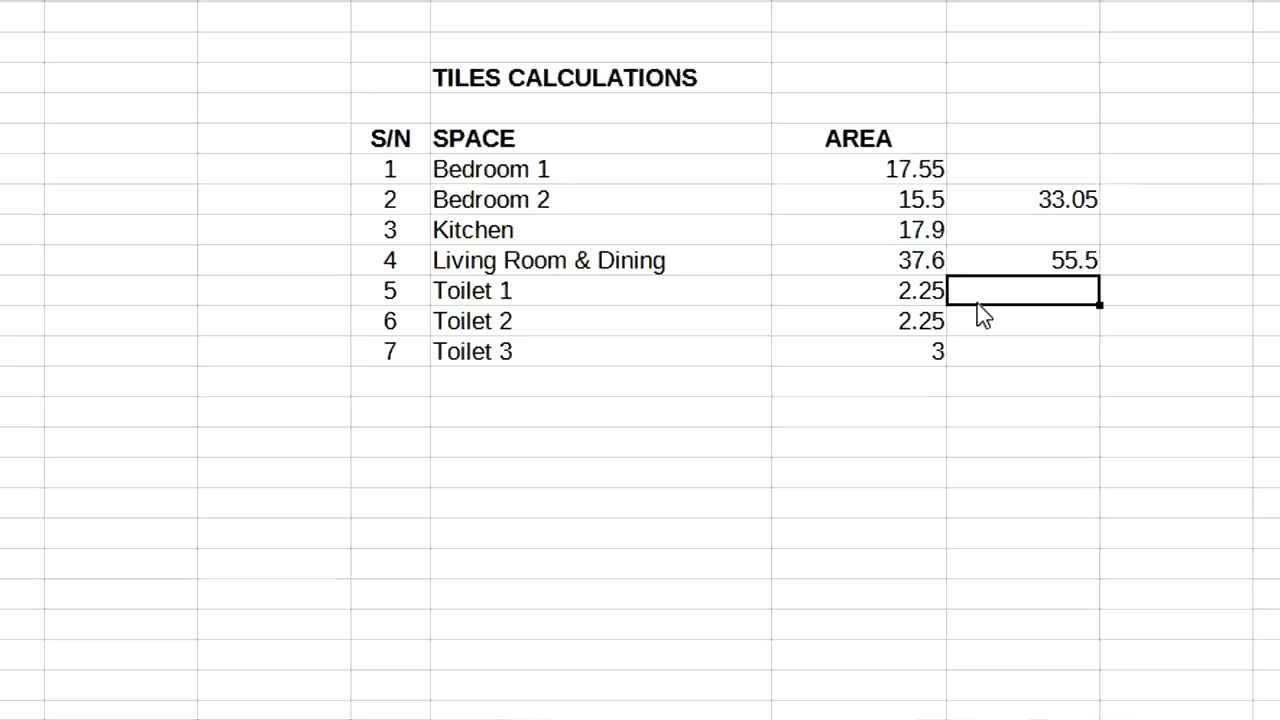 TILES CALCULATIONS
S/N SPACE AREA
1 Bedroom 1 17.55
2 Bedroom 2 15.5 33.05
3 Kitchen 17.9
4 Living Room & Dining 37.6 55.5
5 Toilet 1 2.25
6 Toilet 2 2.25
7 Toilet 3 3